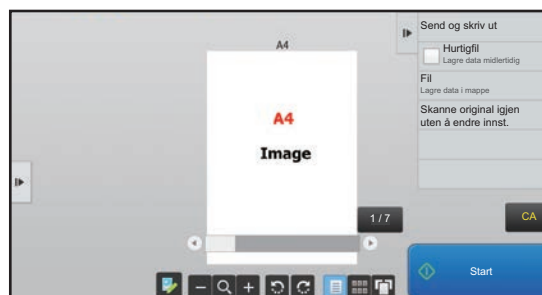 A4
A4
Image
1 / 7
Send og skriv ut
Hurtigfil
Lagre data midlertidig
Fil
Lagre data i mappe
Skanne original igjen
uten å endre innst.
CA
Start